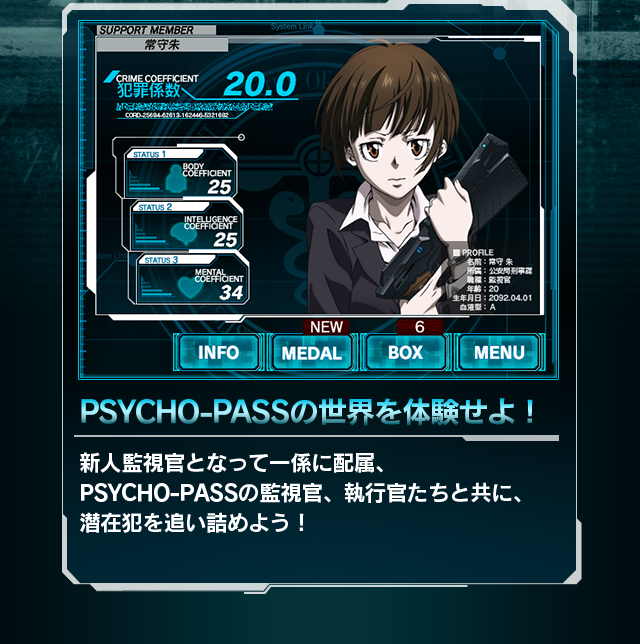 SUPPORT MEMBER
System Link
常守朱
CRIME COEFFICIENT
犯罪係数
20.0
CORD-25694-62613-162446-5321692
STATUS 1
BODY
COEFFICIENT
25
STATUS 2
INTELLUGENCE
COEFFICIENT
25
STATUS 3
MENTAL
COEFFICIENT
34
PROFILE
名前：常守 朱
所属：公安局刑事課
職種：監視官
年齢：20
生年月日：2092.04.01
血液型：A
NEW
6
INFO
MEDAL
BOX
MENU
PSYCHO-PASSの世界を体験せよ！
新人監視官となって一係に配属、
PSYCHO-PASSの監視官、執行官たちと共に、
潜在犯を追い詰めよう！